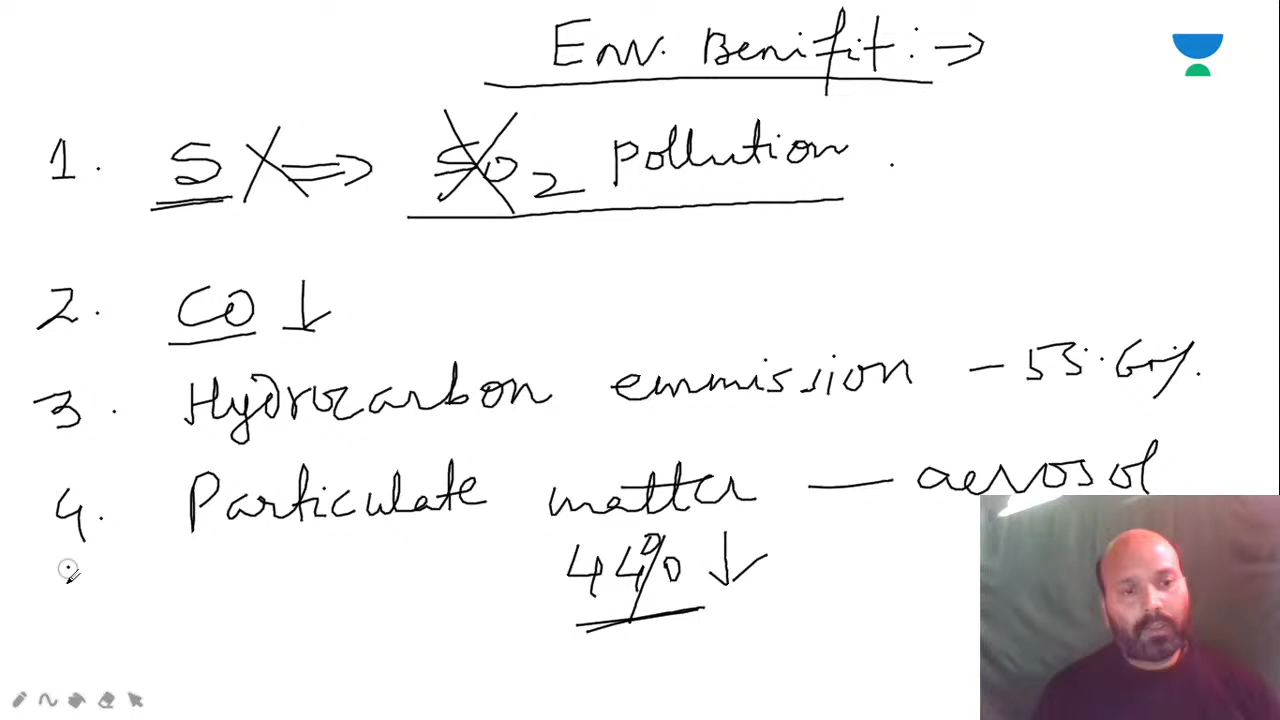 Env. Benifit :→
1. S X ⇒ SO2 pollution .
2. CO ↓
3. Hydrocarbon emmission – 53.6%
4. Particulate matter — aerosol
44% ↓